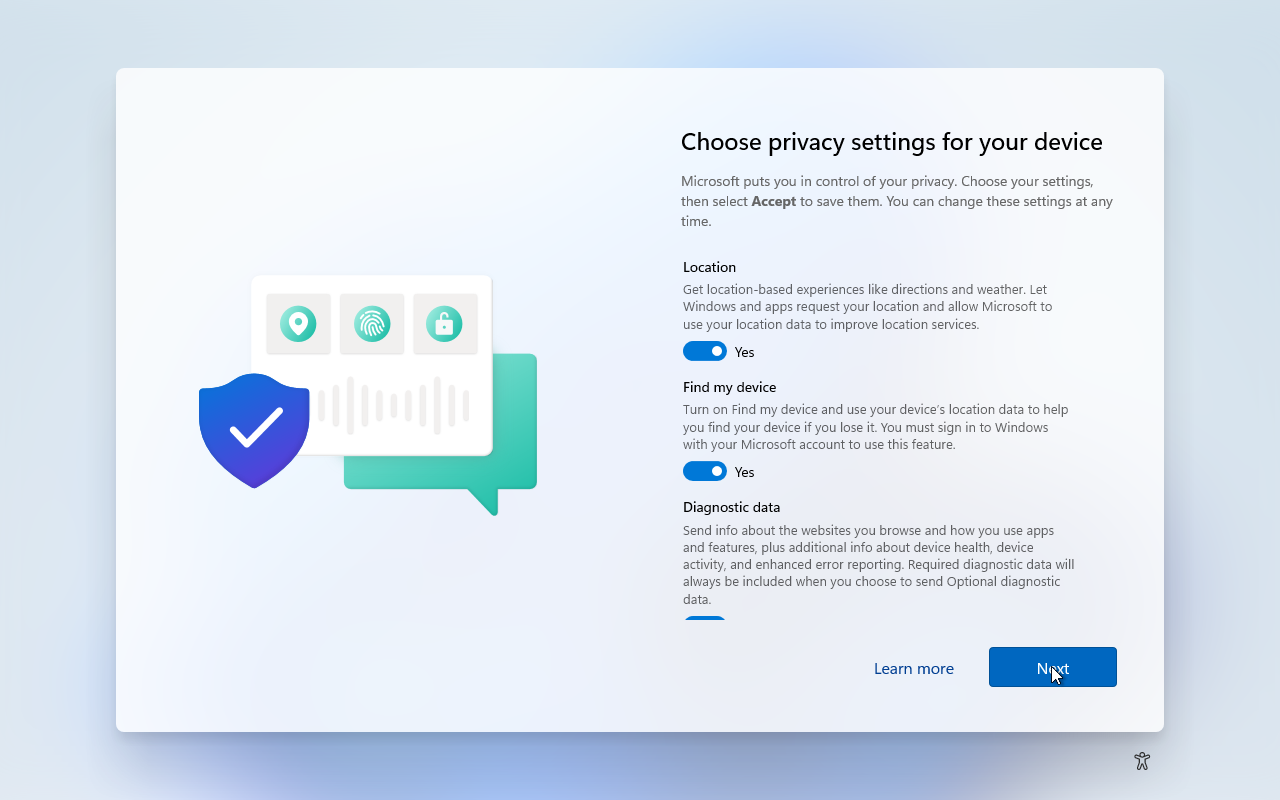 Choose privacy settings for your device
Microsoft puts you in control of your privacy. Choose your settings,
then select Accept to save them. You can change these settings at any
time.
Location
Get location-based experiences like directions and weather. Let
Windows and apps request your location and allow Microsoft to
use your location data to improve location services.
Yes
Find my device
Turn on Find my device and use your device's location data to help
you find your device if you lose it. You must sign in to Windows
with your Microsoft account to use this feature.
Yes
Diagnostic data
Send info about the websites you browse and how you use apps
and features, plus additional info about device health, device
activity, and enhanced error reporting. Required diagnostic data will
always be included when you choose to send Optional diagnostic
data.
Learn more
Next